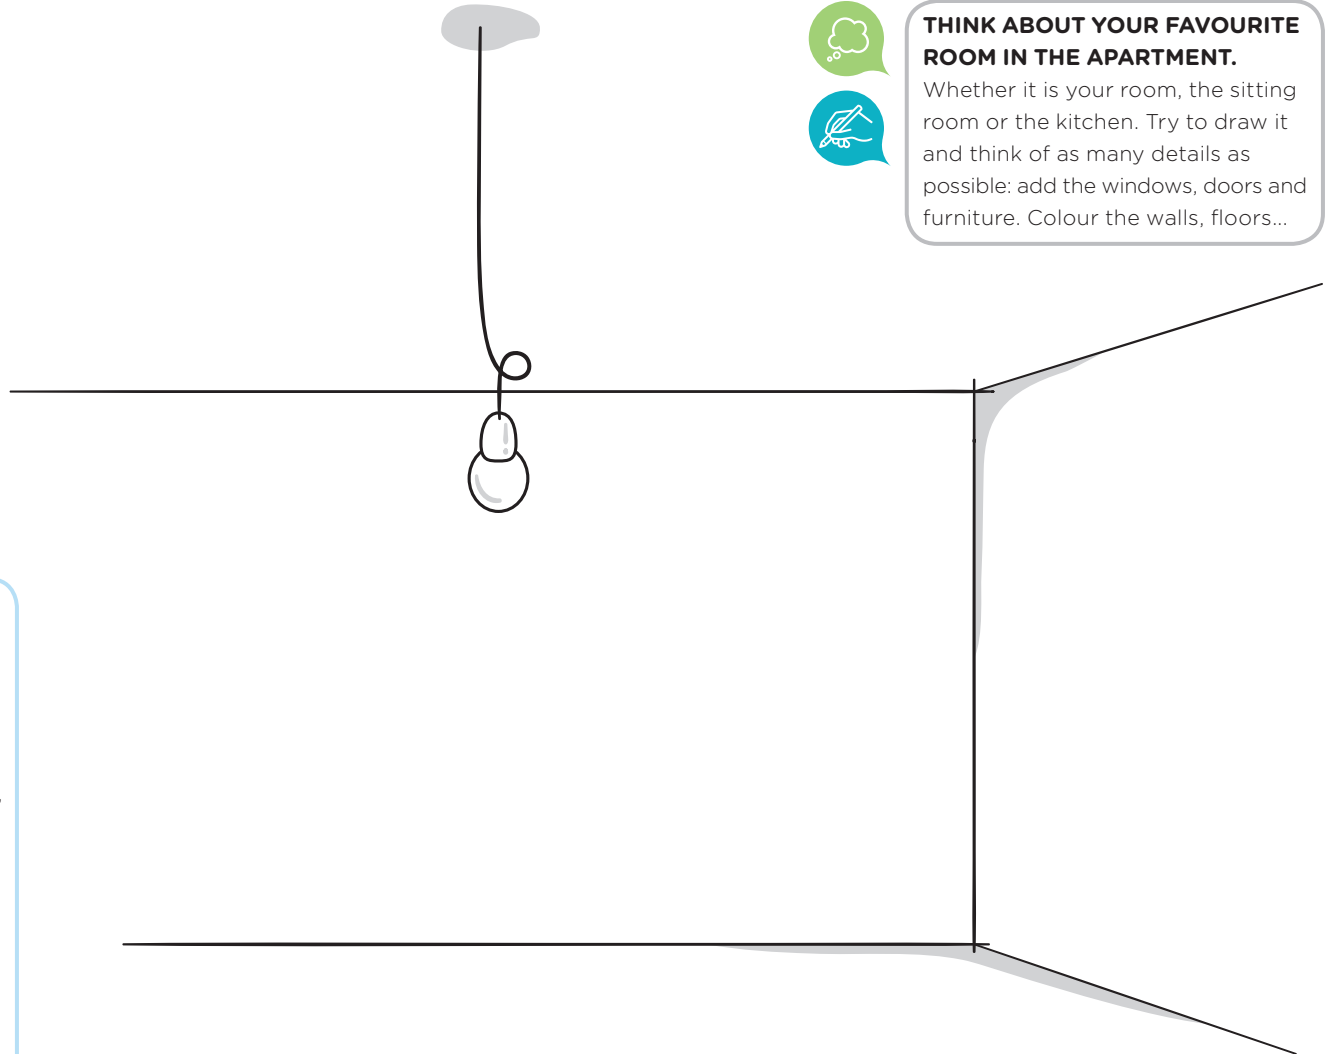 THINK ABOUT YOUR FAVOURITE
ROOM IN THE APARTMENT.
Whether it is your room, the sitting
room or the kitchen. Try to draw it
and think of as many details as
possible: add the windows, doors and
furniture. Colour the walls, floors...